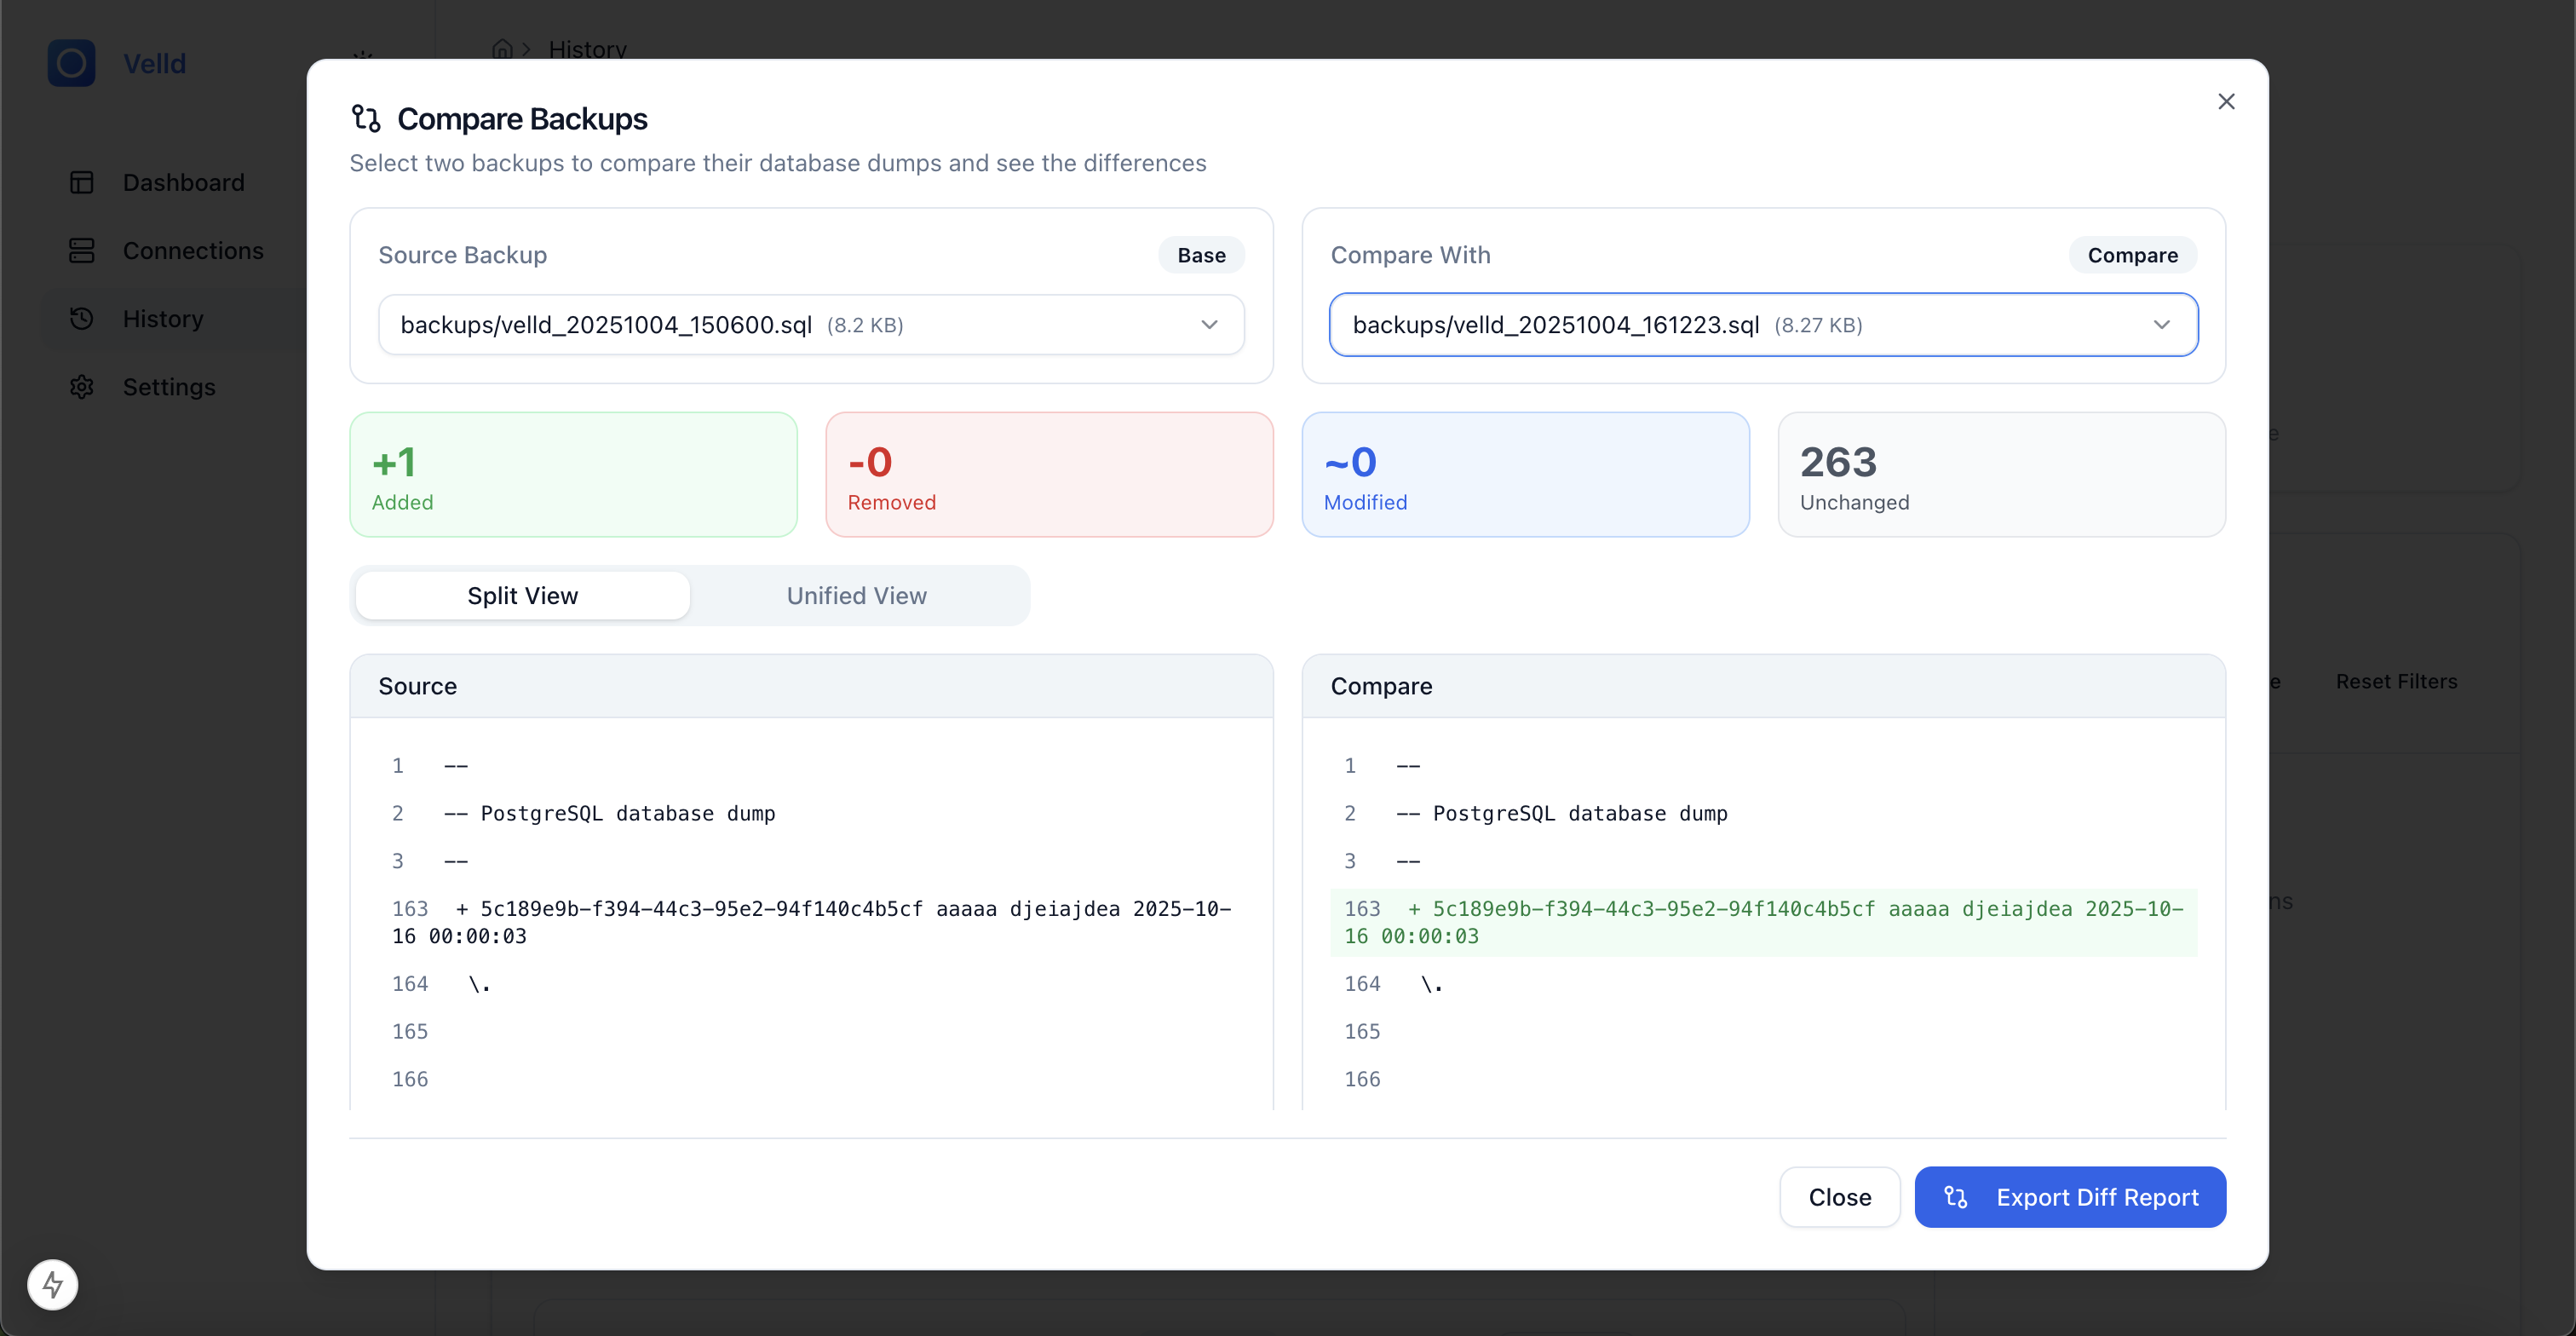 Velld
History
Dashboard
Connections
History
Settings
Compare Backups
Select two backups to compare their database dumps and see the differences
Source Backup
Base
backups/velld_20251004_150600.sql (8.2 KB)
Compare With
Compare
backups/velld_20251004_161223.sql (8.27 KB)
+1
Added
-0
Removed
~0
Modified
263
Unchanged
Split View
Unified View
Source
1 --
2 -- PostgreSQL database dump
3 --
163 + 5c189e9b-f394-44c3-95e2-94f140c4b5cf aaaaa djeiajdea 2025-10-
16 00:00:03
164 \.
165
166
Compare
1 --
2 -- PostgreSQL database dump
3 --
163 + 5c189e9b-f394-44c3-95e2-94f140c4b5cf aaaaa djeiajdea 2025-10-
16 00:00:03
164 \.
165
166
Reset Filters
Close
Export Diff Report